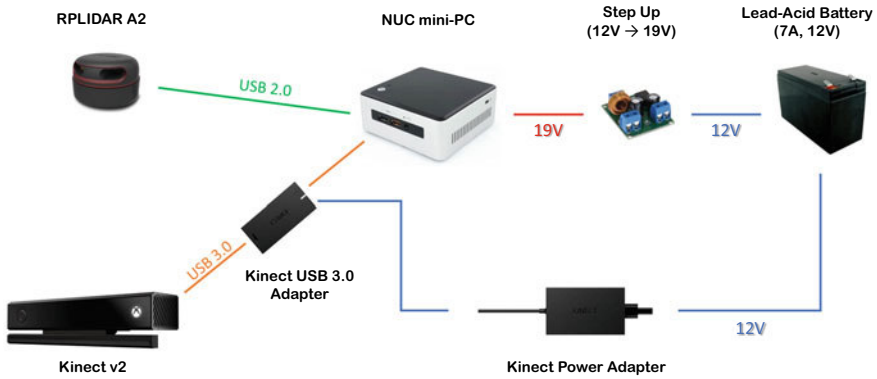 RPLIDAR A2
NUC mini-PC
Step Up
(12V → 19V)
Lead-Acid Battery
(7A, 12V)
USB 2.0
19V
12V
USB 3.0
Kinect USB 3.0
Adapter
12V
Kinect v2
Kinect Power Adapter